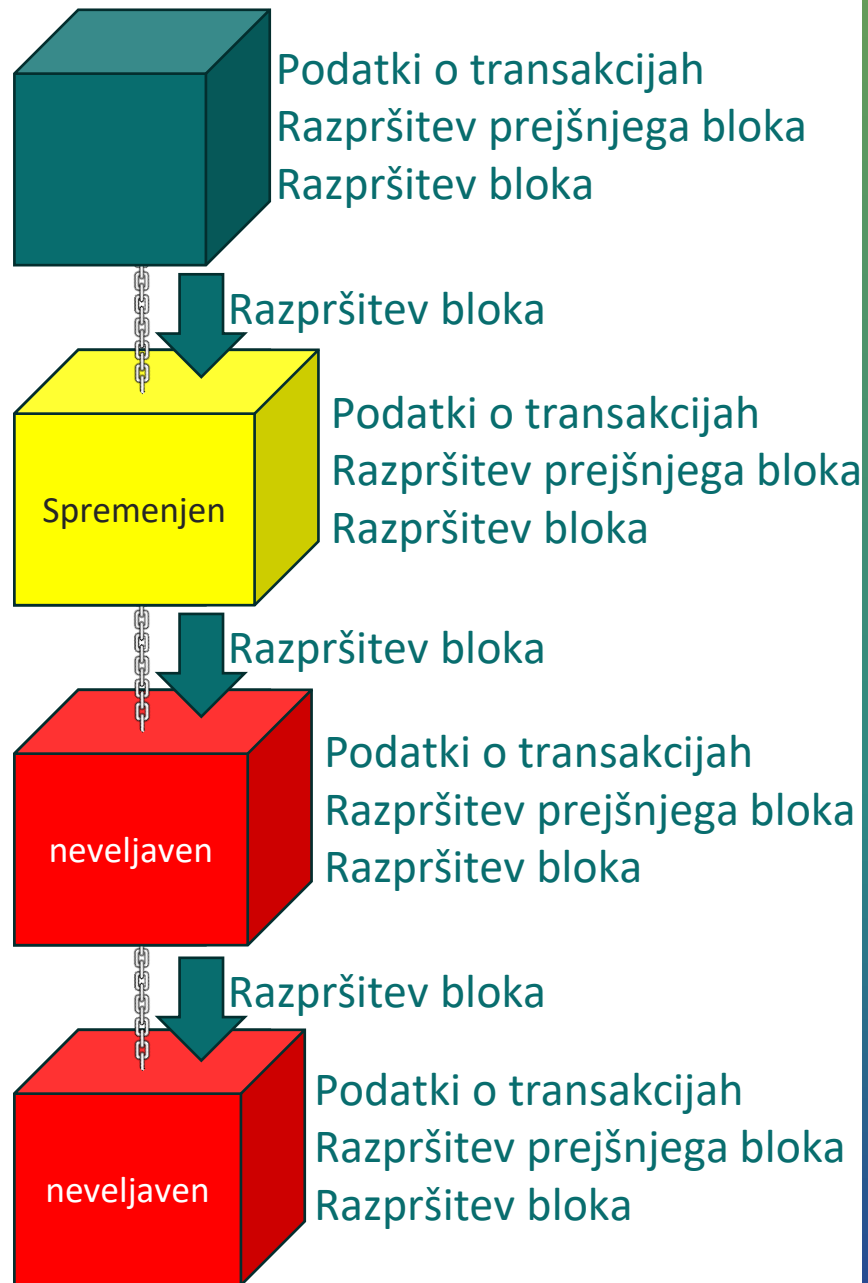 Podatki o transakcijah
Razpršitev prejšnjega bloka
Razpršitev bloka
Razpršitev bloka
Podatki o transakcijah
Razpršitev prejšnjega bloka
Razpršitev bloka
Spremenjen
Razpršitev bloka
Podatki o transakcijah
Razpršitev prejšnjega bloka
Razpršitev bloka
neveljaven
Razpršitev bloka
Podatki o transakcijah
Razpršitev prejšnjega bloka
Razpršitev bloka
neveljaven